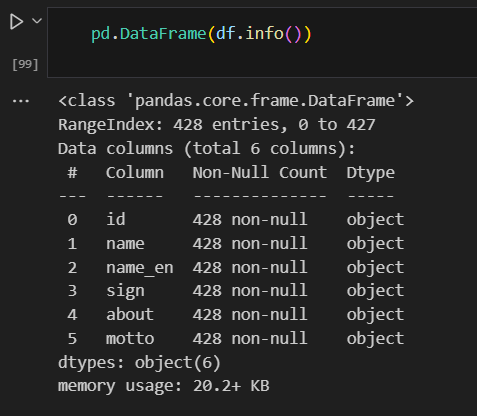 pd.DataFrame(df.info())
[99]
... <class 'pandas.core.frame.DataFrame'>
RangeIndex: 428 entries, 0 to 427
Data columns (total 6 columns):
 #   Column   Non-Null Count  Dtype
---  ------   --------------  -----
 0   id       428 non-null    object
 1   name     428 non-null    object
 2   name_en  428 non-null    object
 3   sign     428 non-null    object
 4   about    428 non-null    object
 5   motto    428 non-null    object
dtypes: object(6)
memory usage: 20.2+ KB